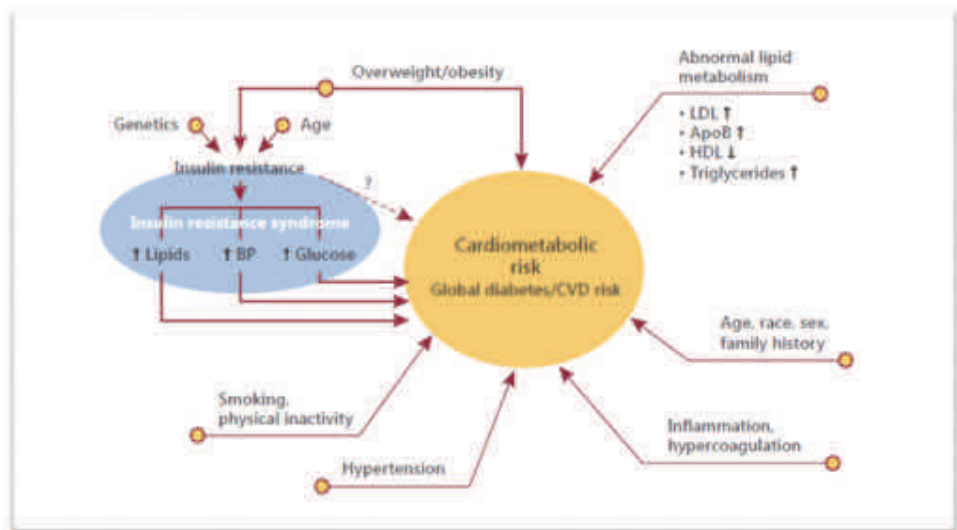 Overweight/obesity
Genetics
Age
Insulin resistance
?
Insulin resistance syndrome
↑ Lipids
↑ BP
↑ Glucose
Abnormal lipid
metabolism
• LDL ↑
• ApoB ↑
• HDL ↓
• Triglycerides ↑
Cardiometabolic
risk
Global diabetes/CVD risk
Age, race, sex,
family history
Smoking,
physical inactivity
Inflammation,
hypercoagulation
Hypertension